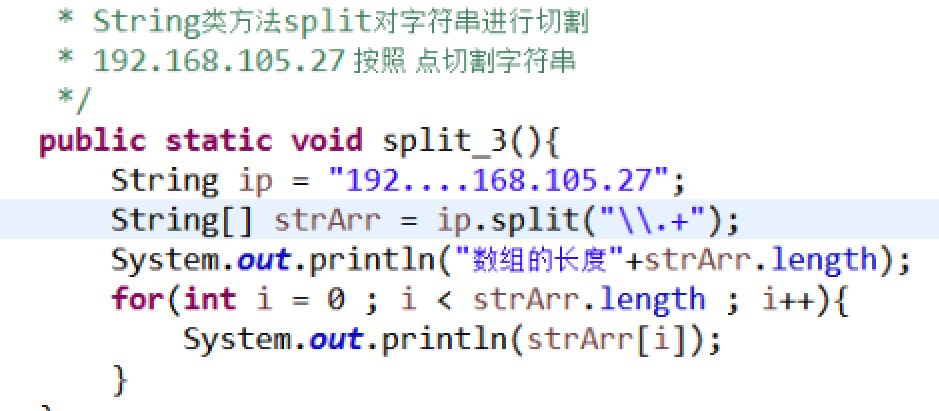 * String类方法split对字符串进行切割
* 192.168.105.27 按照 点切割字符串
*/
public static void split_3(){
String ip = "192....168.105.27";
String[] strArr = ip.split("\\.+");
System.out.println("数组的长度"+strArr.length);
for(int i = 0 ; i < strArr.length ; i++){
System.out.println(strArr[i]);
}